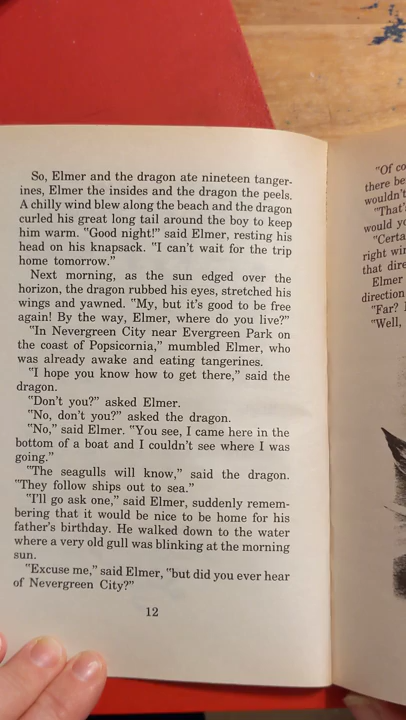 So, Elmer and the dragon ate nineteen tanger-
ines, Elmer the insides and the dragon the peels.
A chilly wind blew along the beach and the dragon
curled his great long tail around the boy to keep
him warm. "Good night!" said Elmer, resting his
head on his knapsack. "I can't wait for the trip
home tomorrow."
Next morning, as the sun edged over the
horizon, the dragon rubbed his eyes, stretched his
wings and yawned. "My, but it's good to be free
again! By the way, Elmer, where do you live?"
"In Nevergreen City near Evergreen Park on
the coast of Popsicornia," mumbled Elmer, who
was already awake and eating tangerines.
"I hope you know how to get there," said the
dragon.
"Don't you?" asked Elmer.
"No, don't you?" asked the dragon.
"No," said Elmer. "You see, I came here in the
bottom of a boat and I couldn't see where I was
going."
"The seagulls will know," said the dragon.
"They follow ships out to sea."
"I'll go ask one," said Elmer, suddenly remem-
bering that it would be nice to be home for his
father's birthday. He walked down to the water
where a very old gull was blinking at the morning
sun.
"Excuse me," said Elmer, "but did you ever hear
of Nevergreen City?"
12
"Of co
there be
wouldn't
"That'
would yo
"Certa
right win
that dire
Elmer
direction
"Far?
"Well,